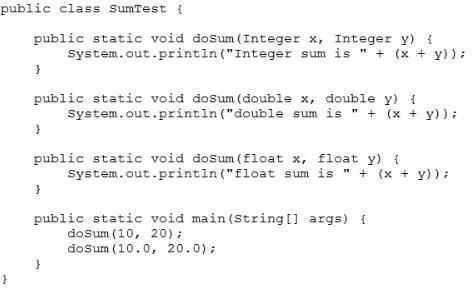 public class SumTest {
    public static void doSum(Integer x, Integer y) {
        System.out.println("Integer sum is " + (x + y));
    }
    public static void doSum(double x, double y) {
        System.out.println("double sum is " + (x + y));
    }
    public static void doSum(float x, float y) {
        System.out.println("float sum is " + (x + y));
    }
    public static void main(String[] args) {
        doSum(10, 20);
        doSum(10.0, 20.0);
    }
}